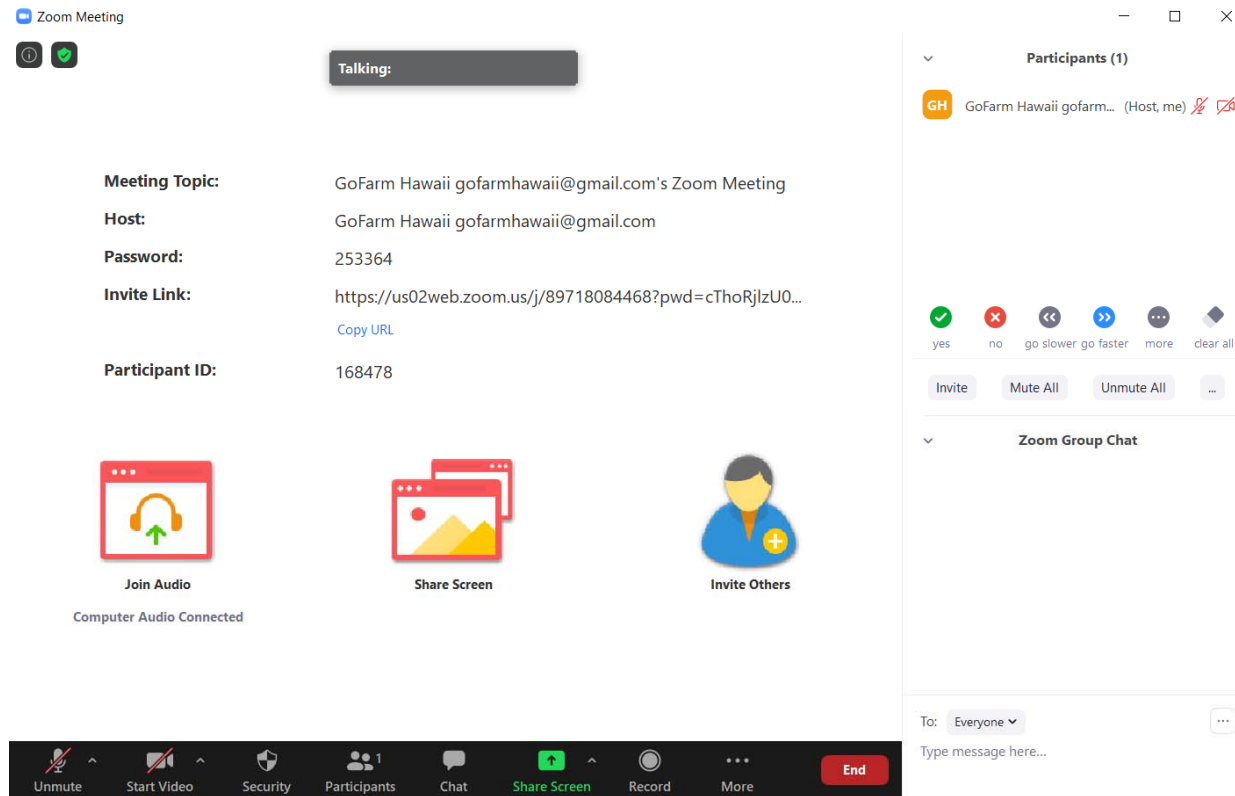 Zoom Meeting
Talking:
Meeting Topic: GoFarm Hawaii gofarmhawaii@gmail.com's Zoom Meeting
Host: GoFarm Hawaii gofarmhawaii@gmail.com
Password: 253364
Invite Link: https://us02web.zoom.us/j/89718084468?pwd=cThoRjlzU0...
Copy URL
Participant ID: 168478
Join Audio Share Screen Invite Others
Computer Audio Connected
Unmute Start Video Security Participants 1 Chat Share Screen Record More End
Participants (1)
GH GoFarm Hawaii gofarm... (Host, me)
yes no go slower go faster more clear all
Invite Mute All Unmute All ...
Zoom Group Chat
To: Everyone
Type message here...